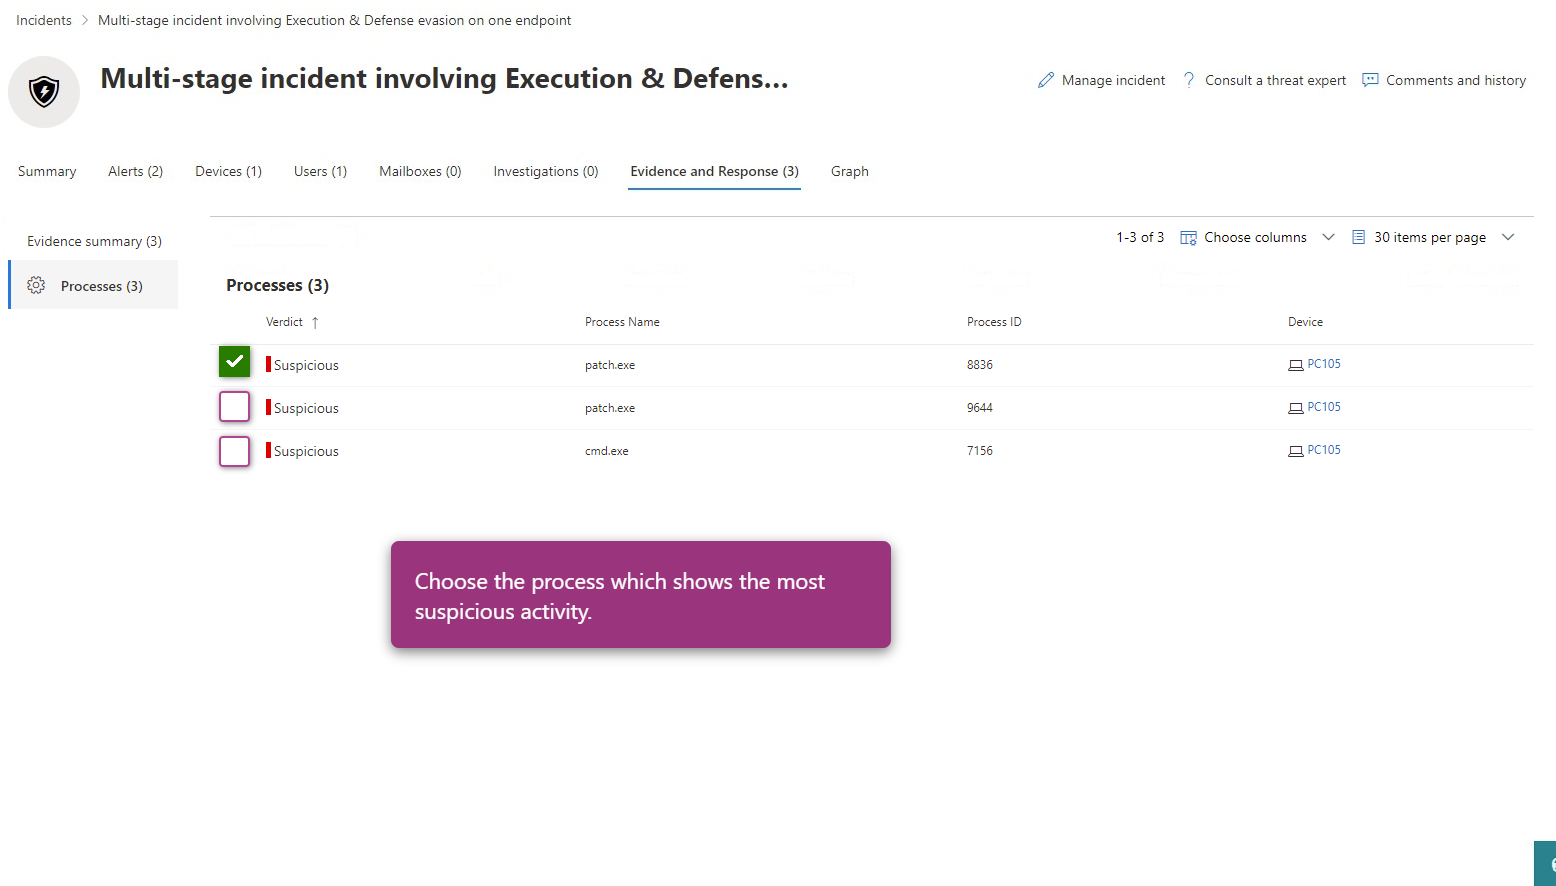 Incidents > Multi-stage incident involving Execution & Defense evasion on one endpoint
Multi-stage incident involving Execution & Defens...
Manage incident ? Consult a threat expert Comments and history
Summary Alerts (2) Devices (1) Users (1) Mailboxes (0) Investigations (0) Evidence and Response (3) Graph
Evidence summary (3)
Processes (3)
1-3 of 3 Choose columns 30 items per page
Processes (3)
Verdict ↑ Process Name Process ID Device
Suspicious patch.exe 8836 PC105
Suspicious patch.exe 9644 PC105
Suspicious cmd.exe 7156 PC105
Choose the process which shows the most
suspicious activity.